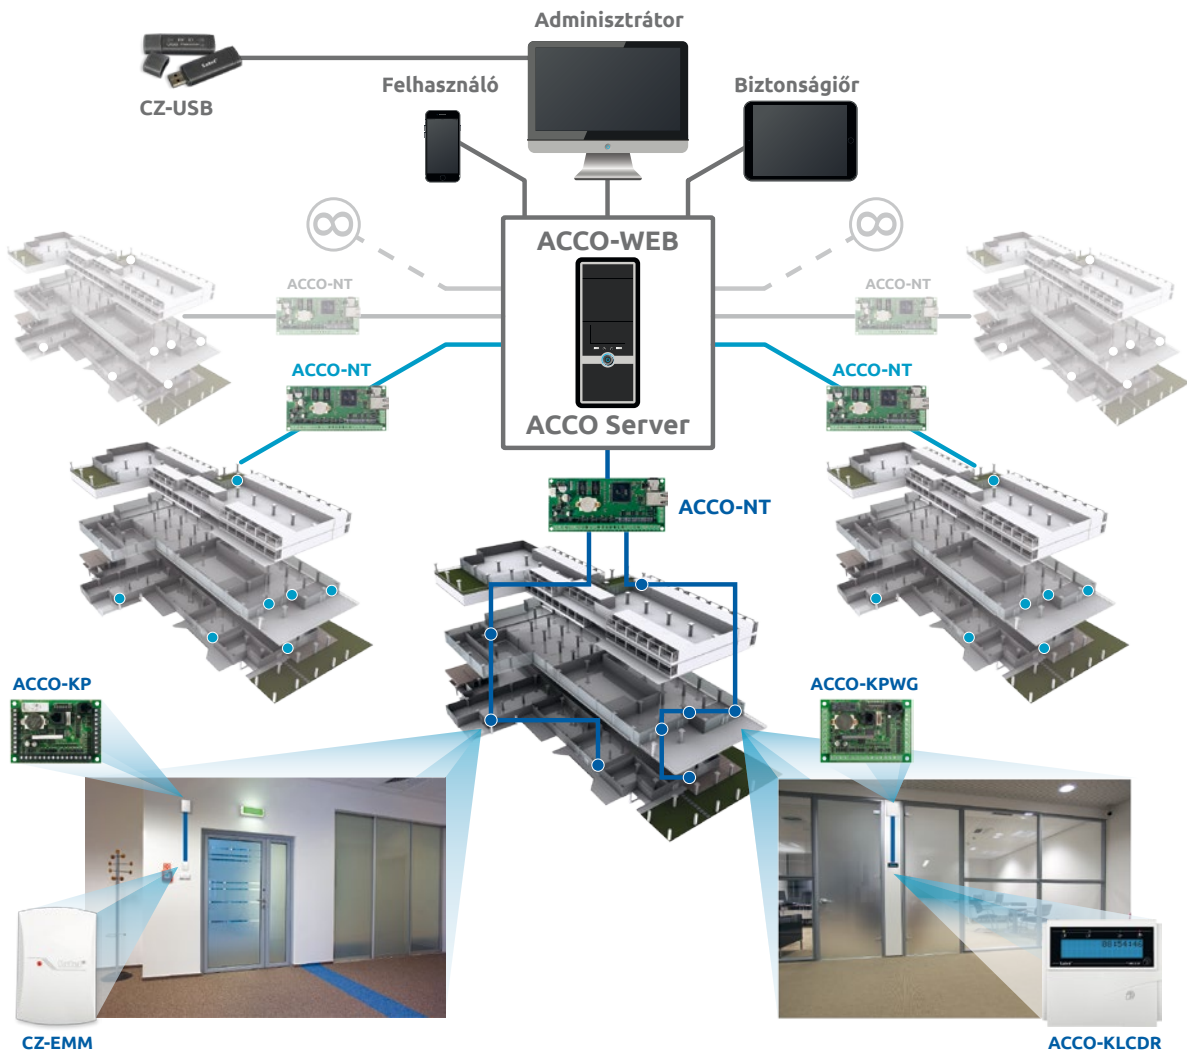 Adminisztrátor
Felhasználó
Biztonságiőr
CZ-USB
ACCO-WEB
ACCO-NT
ACCO-NT
ACCO-NT
ACCO-NT
ACCO Server
ACCO-NT
ACCO-KP
ACCO-KPWG
CZ-EMM
ACCO-KLCDR